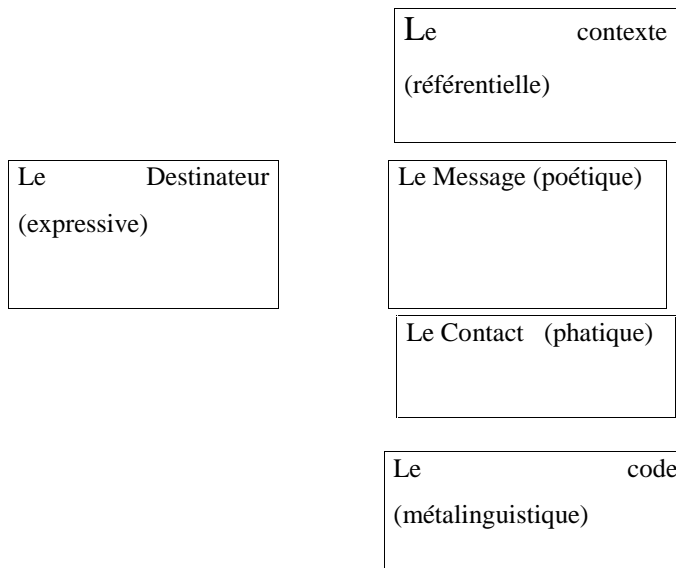 Le contexte
(référentielle)
Le Destinateur
(expressive)
Le Message (poétique)
Le Contact (phatique)
Le code
(métalinguistique)